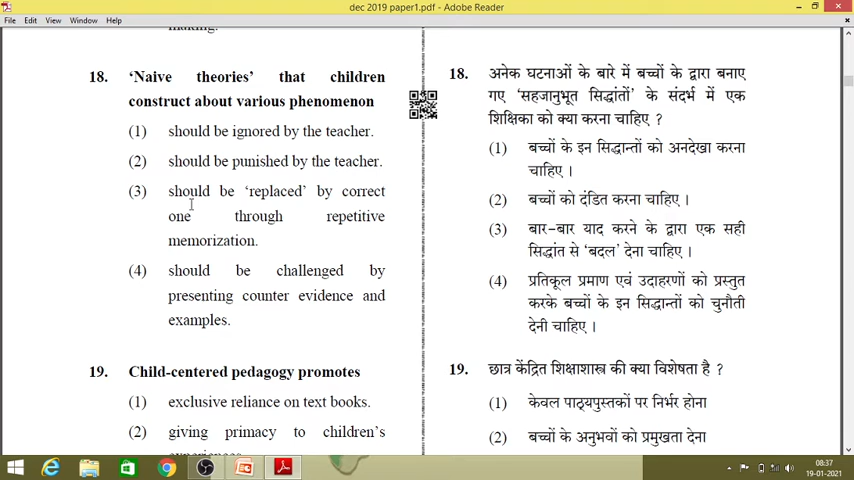 dec 2019 paper1.pdf - Adobe Reader
File Edit View Window Help
making.
18. ‘Naive theories’ that children
construct about various phenomenon
(1) should be ignored by the teacher.
(2) should be punished by the teacher.
(3) should be ‘replaced’ by correct
one through repetitive
memorization.
(4) should be challenged by
presenting counter evidence and
examples.
19. Child-centered pedagogy promotes
(1) exclusive reliance on text books.
(2) giving primacy to children’s
experiences.
18. अनेक घटनाओं के बारे में बच्चों के द्वारा बनाए
गए ‘सहजानुभूत सिद्धांतों’ के संदर्भ में एक
शिक्षिका को क्या करना चाहिए ?
(1) बच्चों के इन सिद्धान्तों को अनदेखा करना
चाहिए ।
(2) बच्चों को दंडित करना चाहिए ।
(3) बार-बार याद करने के द्वारा एक सही
सिद्धांत से ‘बदल’ देना चाहिए ।
(4) प्रतिकूल प्रमाण एवं उदाहरणों को प्रस्तुत
करके बच्चों के इन सिद्धांतों को चुनौती
देनी चाहिए ।
19. छात्र केंद्रित शिक्षाशास्त्र की क्या विशेषता है ?
(1) केवल पाठ्यपुस्तकों पर निर्भर होना
(2) बच्चों के अनुभवों को प्रमुखता देना
08:37
19-01-2021